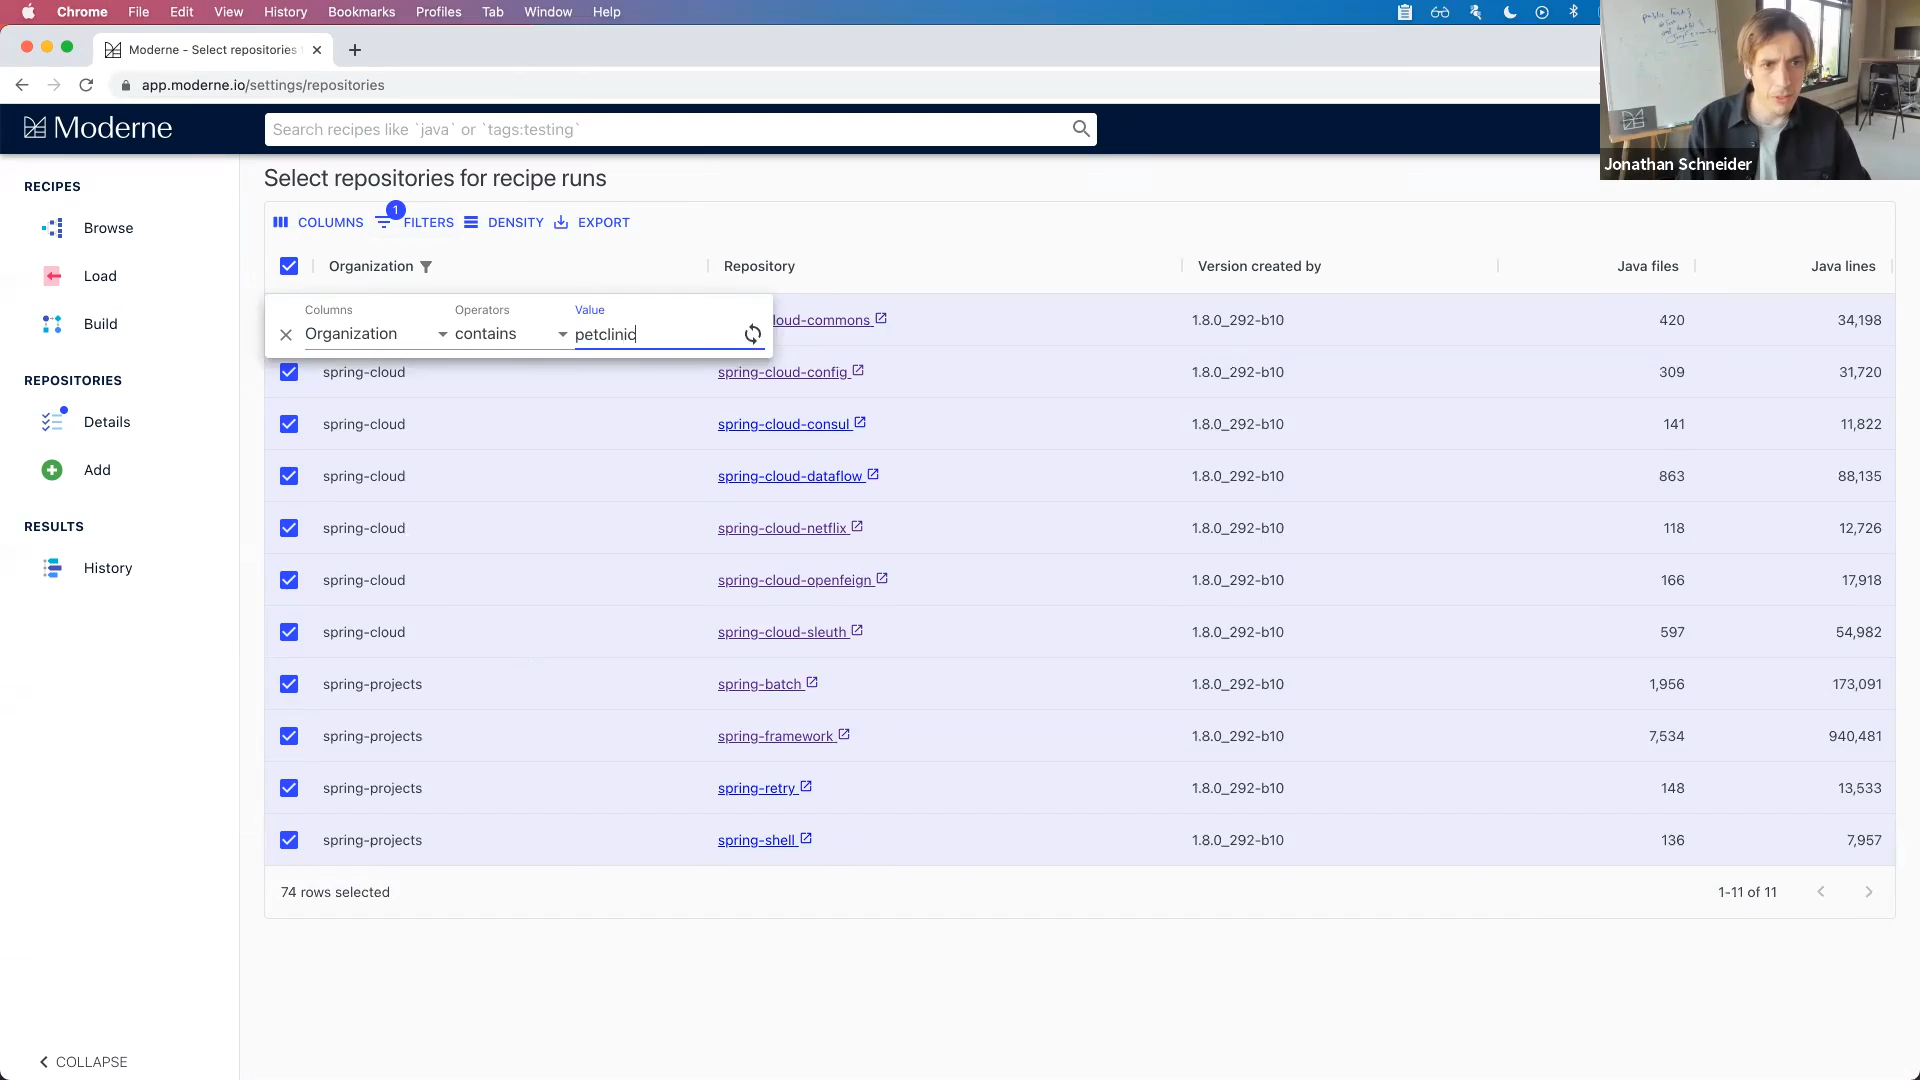 Chrome File Edit View History Bookmarks Profiles Tab Window Help
Moderne - Select repositories
app.moderne.io/settings/repositories
Moderne
Search recipes like `java` or `tags:testing`
Jonathan Schneider
RECIPES
Browse
Load
Build
REPOSITORIES
Details
Add
RESULTS
History
COLLAPSE
Select repositories for recipe runs
COLUMNS 1 FILTERS DENSITY EXPORT
Organization Repository Version created by Java files Java lines
Columns Operators Value
Organization contains petclinic
loud-commons 1.8.0_292-b10 420 34,198
spring-cloud spring-cloud-config 1.8.0_292-b10 309 31,720
spring-cloud spring-cloud-consul 1.8.0_292-b10 141 11,822
spring-cloud spring-cloud-dataflow 1.8.0_292-b10 863 88,135
spring-cloud spring-cloud-netflix 1.8.0_292-b10 118 12,726
spring-cloud spring-cloud-openfeign 1.8.0_292-b10 166 17,918
spring-cloud spring-cloud-sleuth 1.8.0_292-b10 597 54,982
spring-projects spring-batch 1.8.0_292-b10 1,956 173,091
spring-projects spring-framework 1.8.0_292-b10 7,534 940,481
spring-projects spring-retry 1.8.0_292-b10 148 13,533
spring-projects spring-shell 1.8.0_292-b10 136 7,957
74 rows selected 1-11 of 11